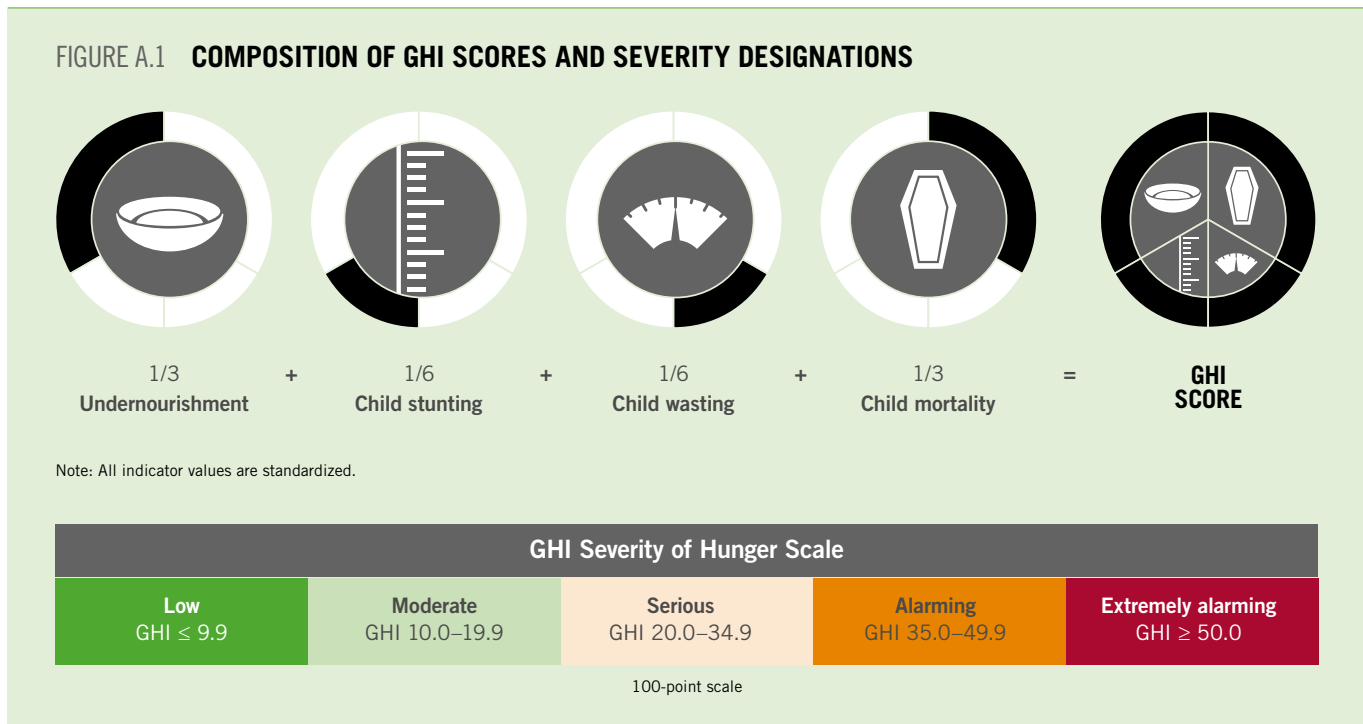 FIGURE A.1 COMPOSITION OF GHI SCORES AND SEVERITY DESIGNATIONS
1/3 + 1/6 + 1/6 + 1/3 = GHI
Undernourishment Child stunting Child wasting Child mortality SCORE
Note: All indicator values are standardized.
GHI Severity of Hunger Scale
Low Moderate Serious Alarming Extremely alarming
GHI ≤ 9.9 GHI 10.0–19.9 GHI 20.0–34.9 GHI 35.0–49.9 GHI ≥ 50.0
100-point scale